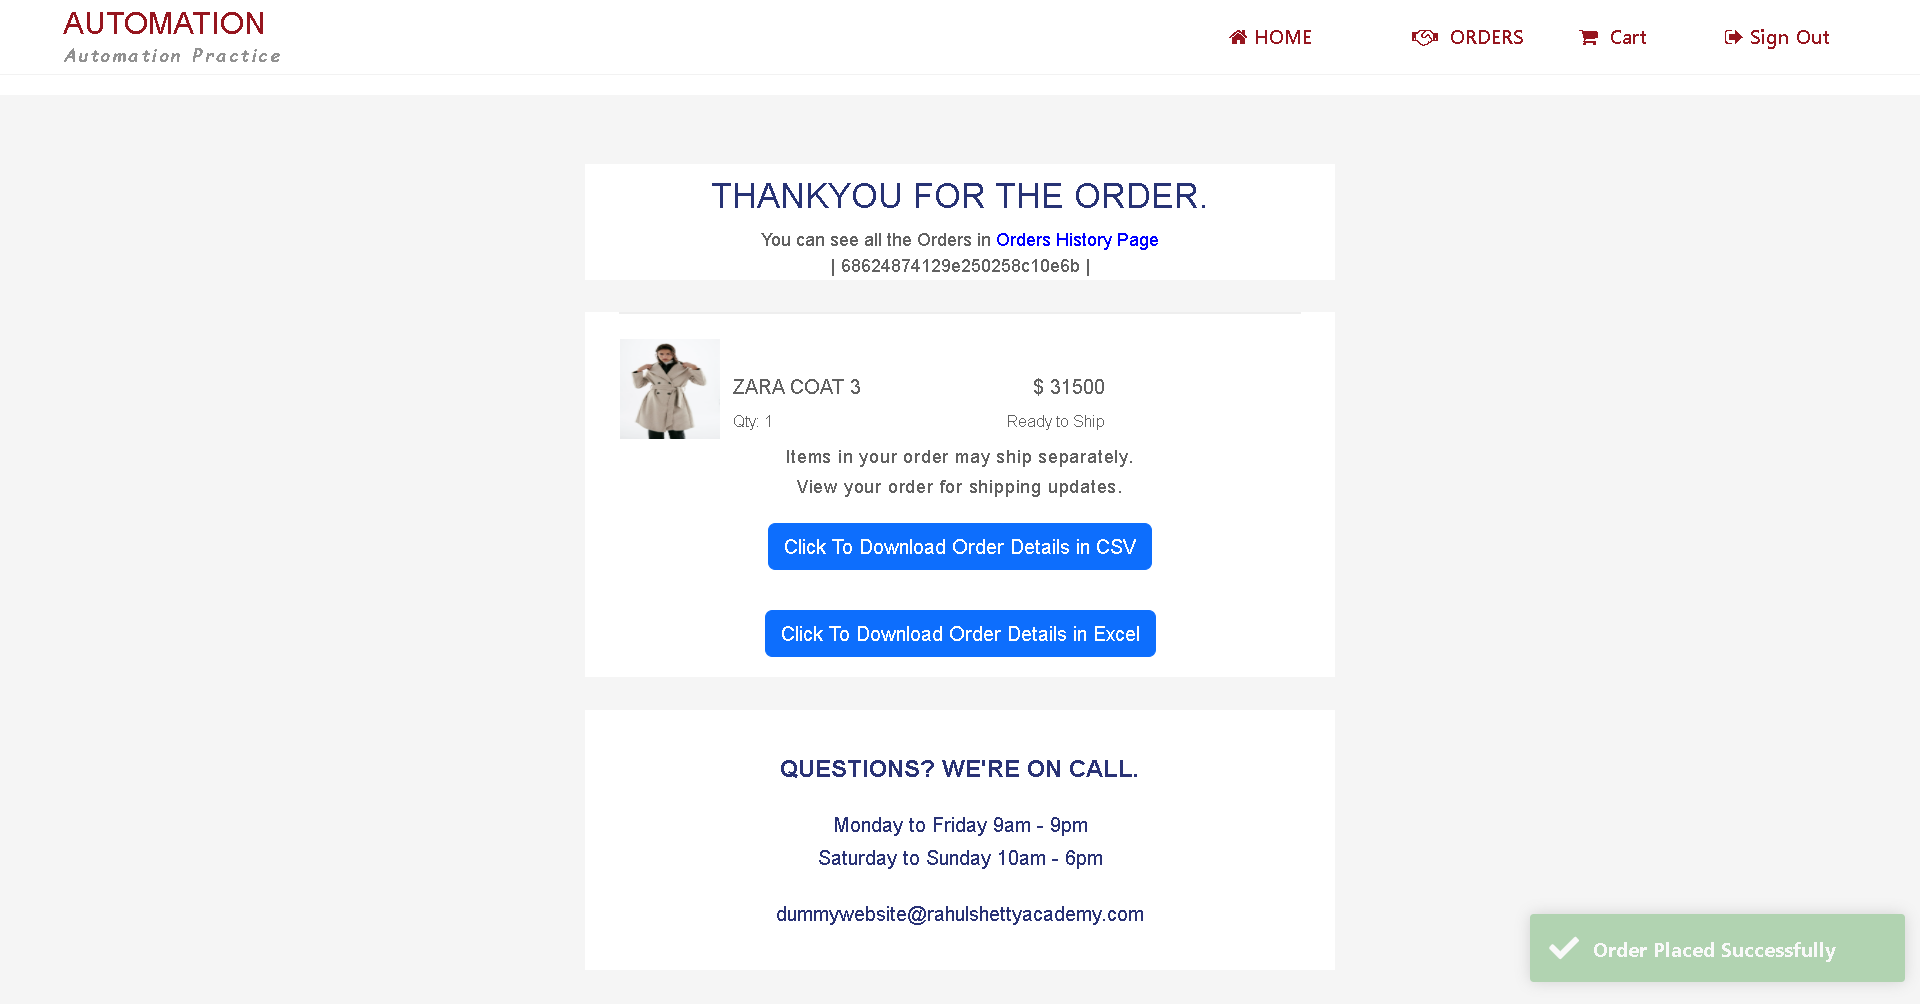 AUTOMATION
Automation Practice
HOME
ORDERS
Cart
Sign Out
THANKYOU FOR THE ORDER.
You can see all the Orders in Orders History Page
| 68624874129e250258c10e6b |
ZARA COAT 3
$ 31500
Qty: 1
Ready to Ship
Items in your order may ship separately.
View your order for shipping updates.
Click To Download Order Details in CSV
Click To Download Order Details in Excel
QUESTIONS? WE'RE ON CALL.
Monday to Friday 9am - 9pm
Saturday to Sunday 10am - 6pm
dummywebsite@rahulshettyacademy.com
Order Placed Successfully